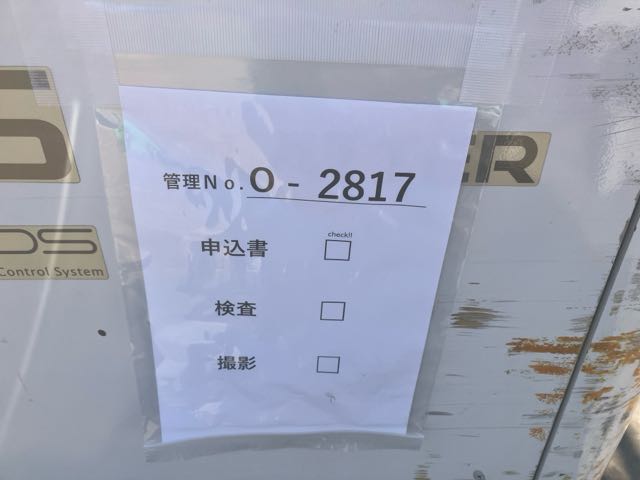 管理No. O - 2817
check!!
申込書 □
検査 □
撮影 □
ER
DS
Control System